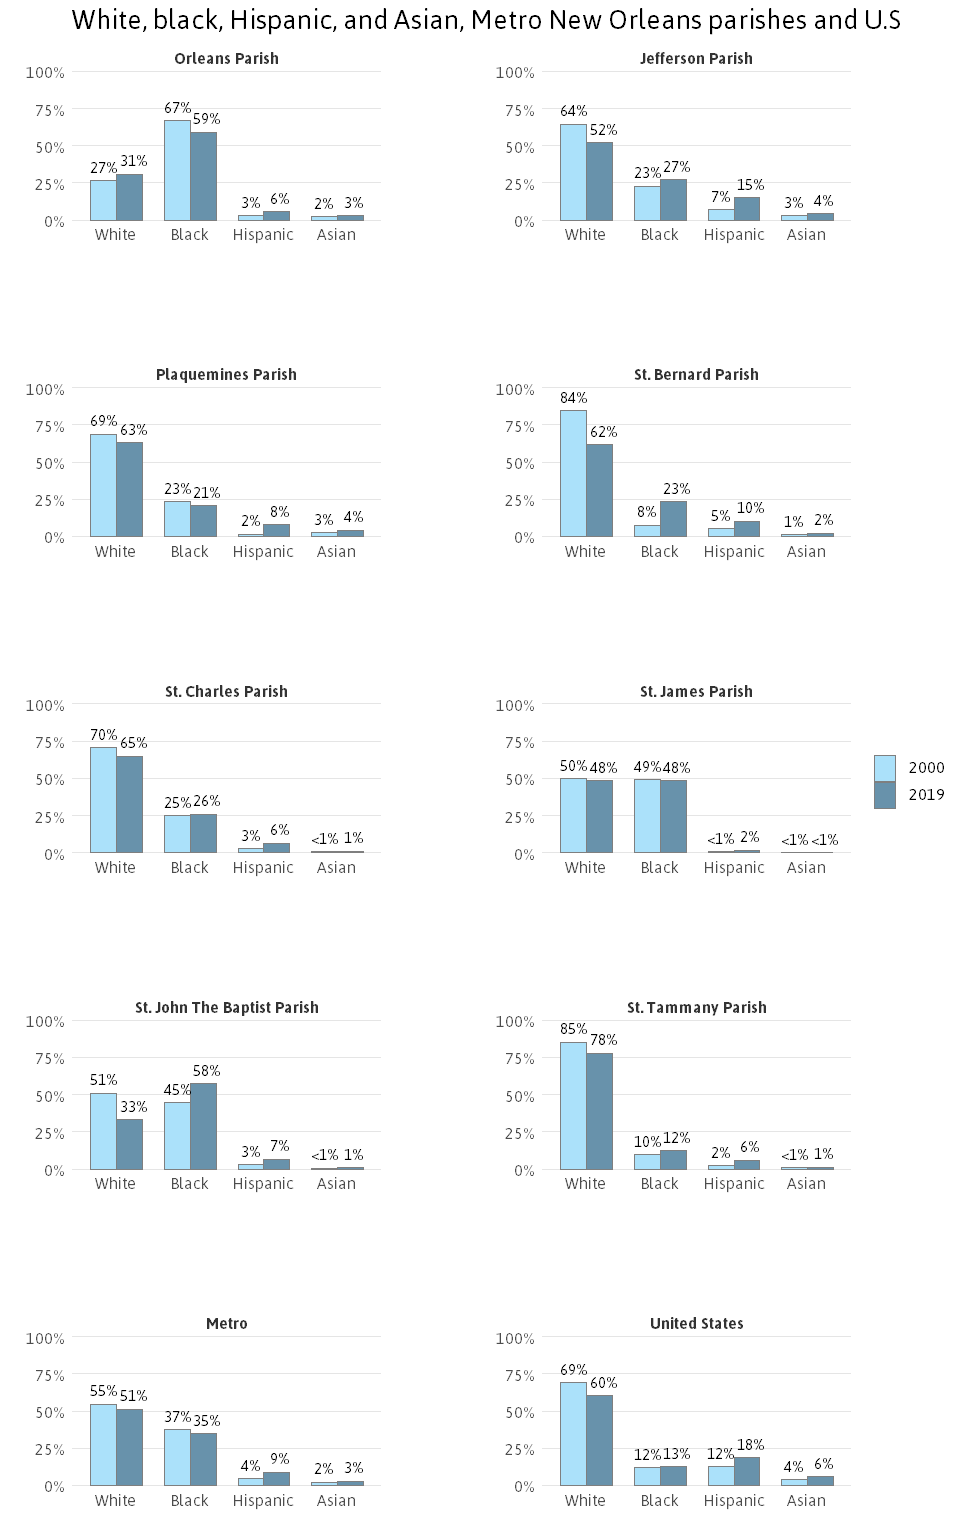 White, black, Hispanic, and Asian, Metro New Orleans parishes and U.S
Orleans Parish
100%
75%
50%
25%
0%
27% 31% 67% 59% 3% 6% 2% 3%
White Black Hispanic Asian
Jefferson Parish
100%
75%
50%
25%
0%
64% 52% 23% 27% 7% 15% 3% 4%
White Black Hispanic Asian
Plaquemines Parish
100%
75%
50%
25%
0%
69% 63% 23% 21% 2% 8% 3% 4%
White Black Hispanic Asian
St. Bernard Parish
100%
75%
50%
25%
0%
84% 62% 8% 23% 5% 10% 1% 2%
White Black Hispanic Asian
St. Charles Parish
100%
75%
50%
25%
0%
70% 65% 25% 26% 3% 6% <1% 1%
White Black Hispanic Asian
St. James Parish
100%
75%
50%
25%
0%
50% 48% 49% 48% <1% 2% <1% <1%
White Black Hispanic Asian
2000
2019
St. John The Baptist Parish
100%
75%
50%
25%
0%
51% 33% 45% 58% 3% 7% <1% 1%
White Black Hispanic Asian
St. Tammany Parish
100%
75%
50%
25%
0%
85% 78% 10% 12% 2% 6% <1% 1%
White Black Hispanic Asian
Metro
100%
75%
50%
25%
0%
55% 51% 37% 35% 4% 9% 2% 3%
White Black Hispanic Asian
United States
100%
75%
50%
25%
0%
69% 60% 12% 13% 12% 18% 4% 6%
White Black Hispanic Asian